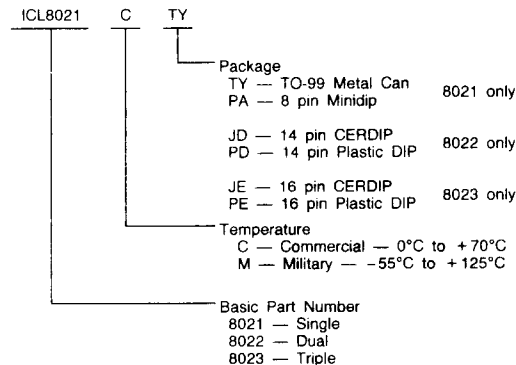 ICL8021 C TY
Package
TY — TO-99 Metal Can
PA — 8 pin Minidip
8021 only
JD — 14 pin CERDIP
PD — 14 pin Plastic DIP
8022 only
JE — 16 pin CERDIP
PE — 16 pin Plastic DIP
8023 only
Temperature
C — Commercial — 0°C to +70°C
M — Military — -55°C to +125°C
Basic Part Number
8021 — Single
8022 — Dual
8023 — Triple